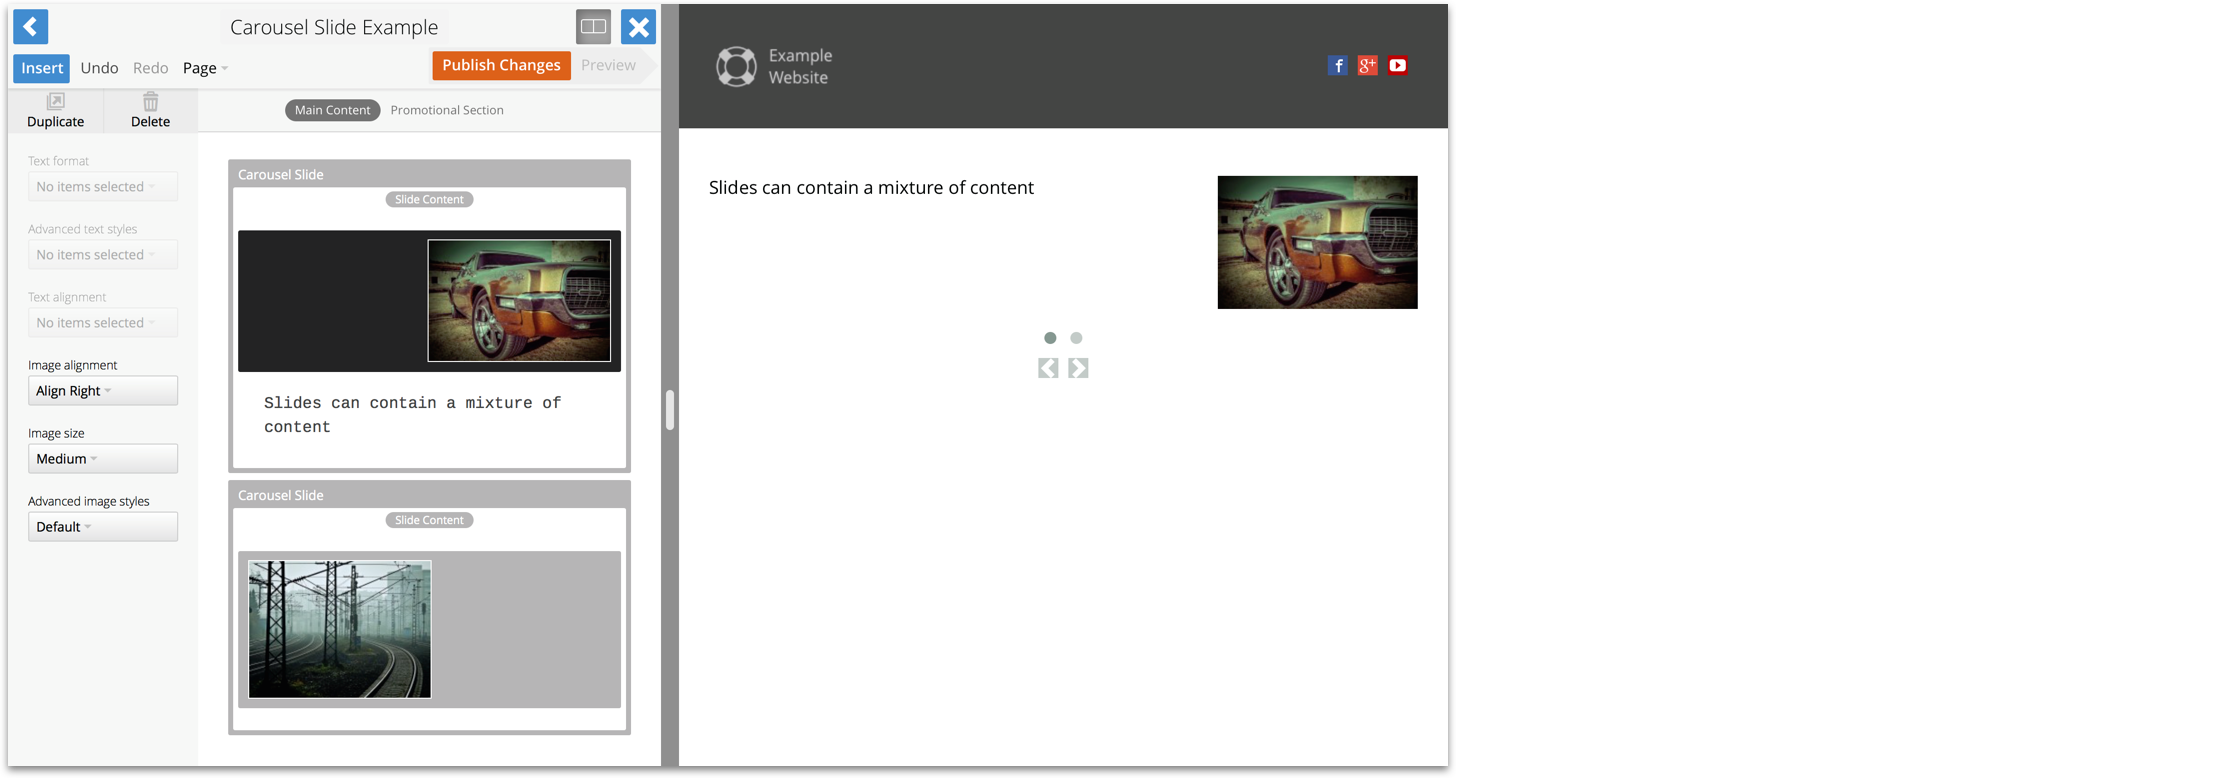 Carousel Slide Example
Insert Undo Redo Page Publish Changes Preview
Duplicate Delete
Main Content Promotional Section
Text format
No items selected
Advanced text styles
No items selected
Text alignment
No items selected
Image alignment
Align Right
Image size
Medium
Advanced image styles
Default
Carousel Slide
Slide Content
Slides can contain a mixture of
content
Carousel Slide
Slide Content
Example
Website
f g+
Slides can contain a mixture of content